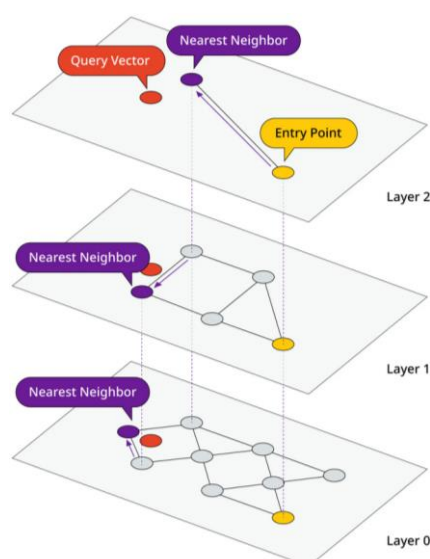 Nearest Neighbor
Query Vector
Entry Point
Layer 2
Nearest Neighbor
Layer 1
Nearest Neighbor
Layer 0